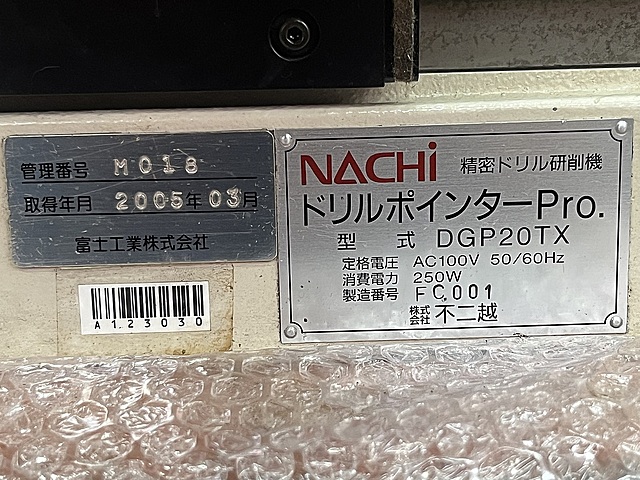 管理番号 M018
取得年月 2005年 03月
富士工業株式会社
A123030
NACHi 精密ドリル研削機
ドリルポインターPro.
型式 DGP20TX
定格電圧 AC100V 50/60Hz
消費電力 250W
製造番号 FC001
株式会社 不二越